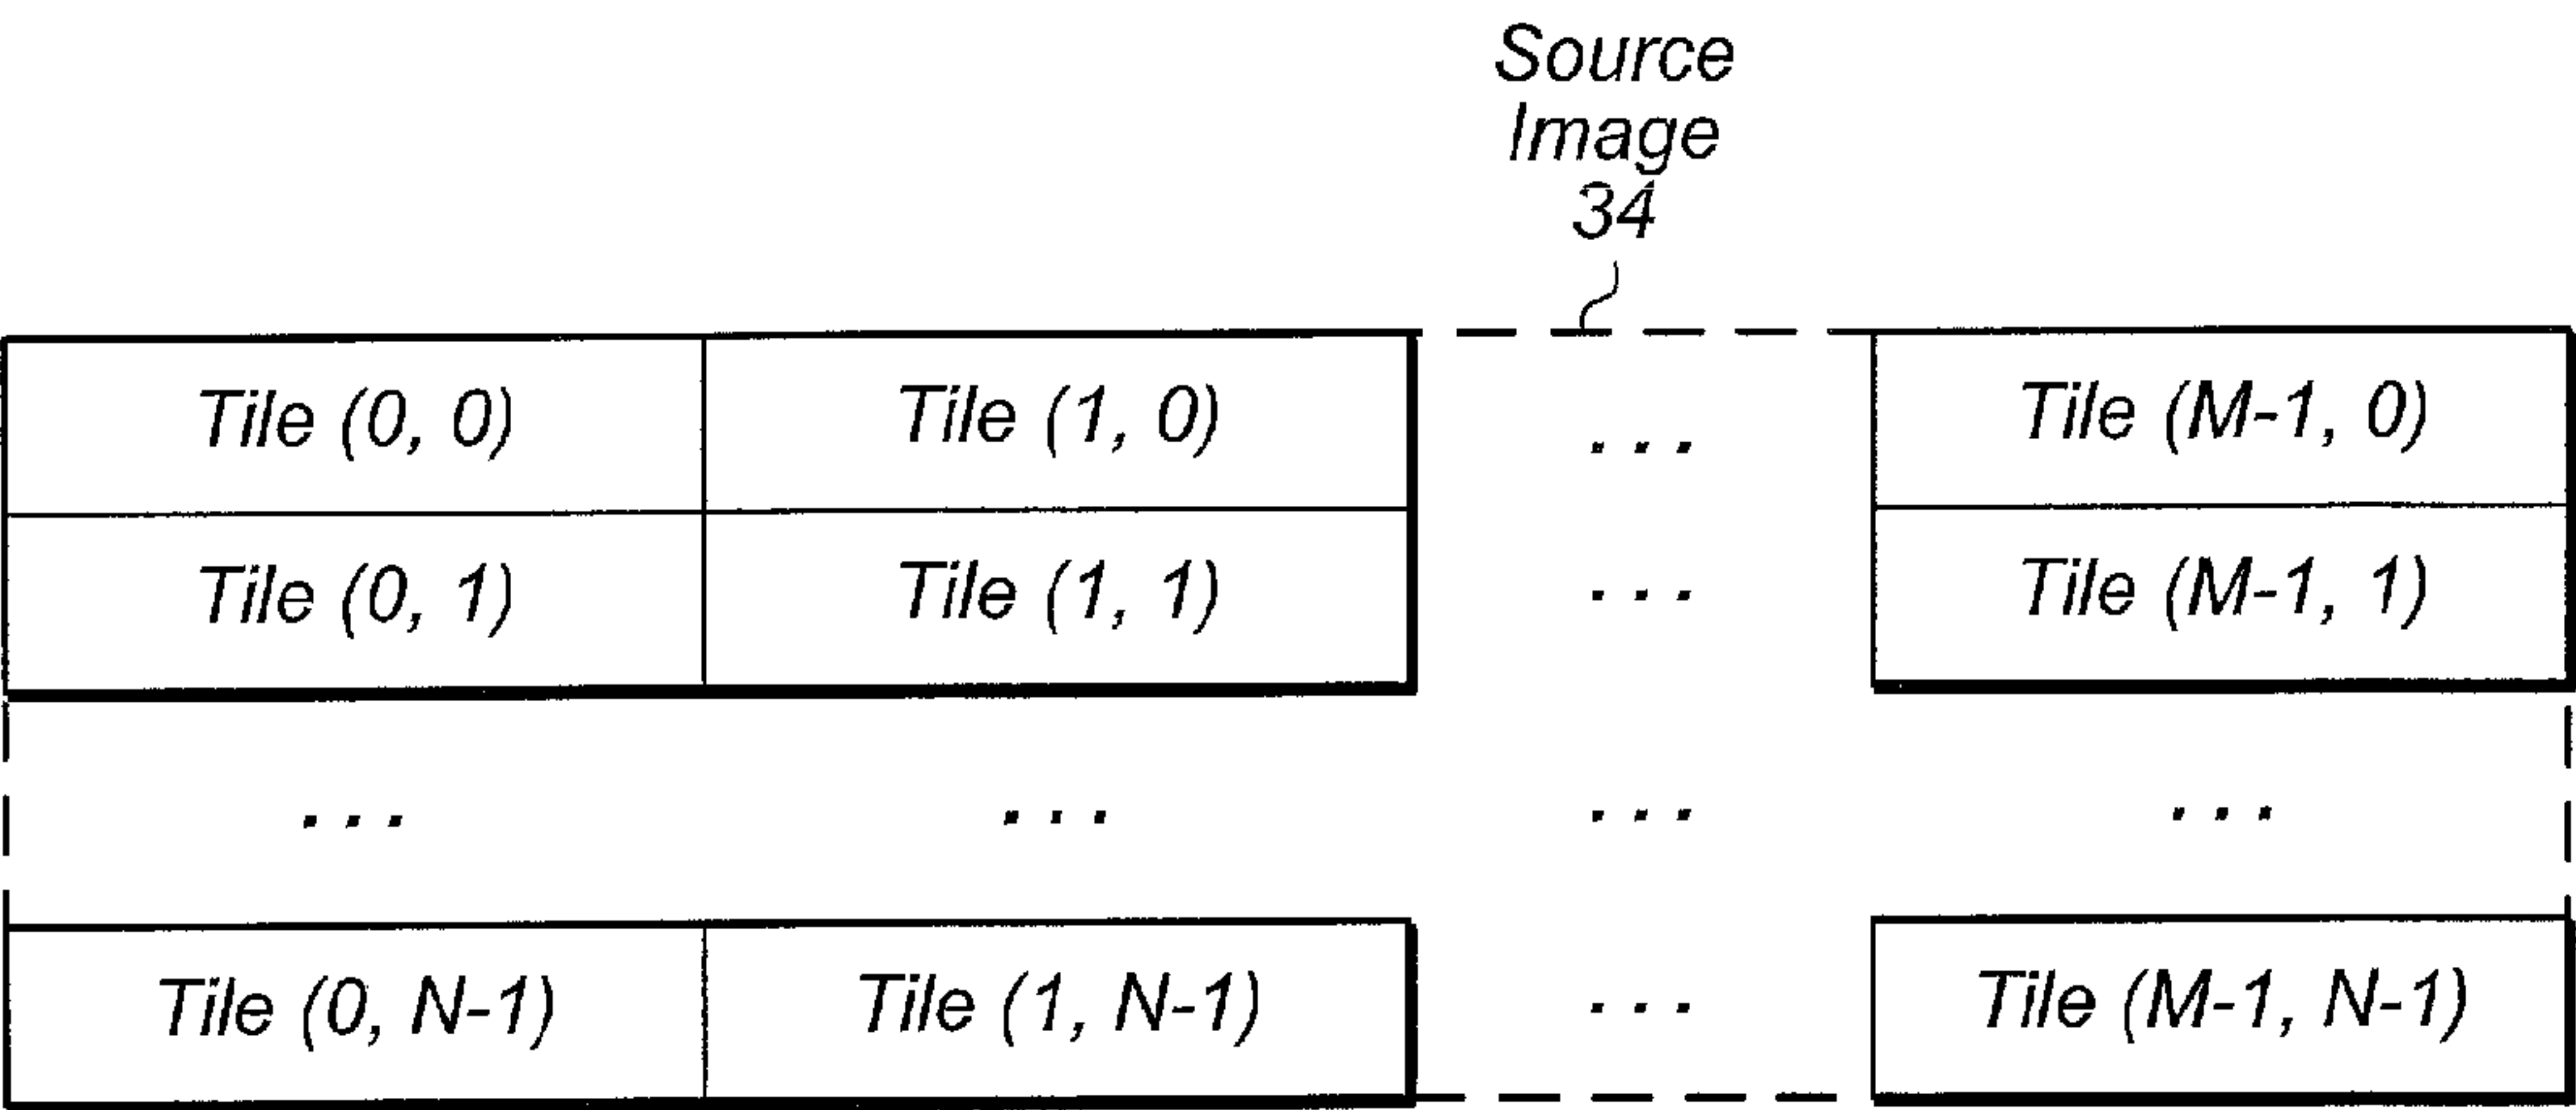 Source
Image
34
Tile (0, 0) Tile (1, 0) ... Tile (M-1, 0)
Tile (0, 1) Tile (1, 1) ... Tile (M-1, 1)
... ... ... ...
Tile (0, N-1) Tile (1, N-1) ... Tile (M-1, N-1)